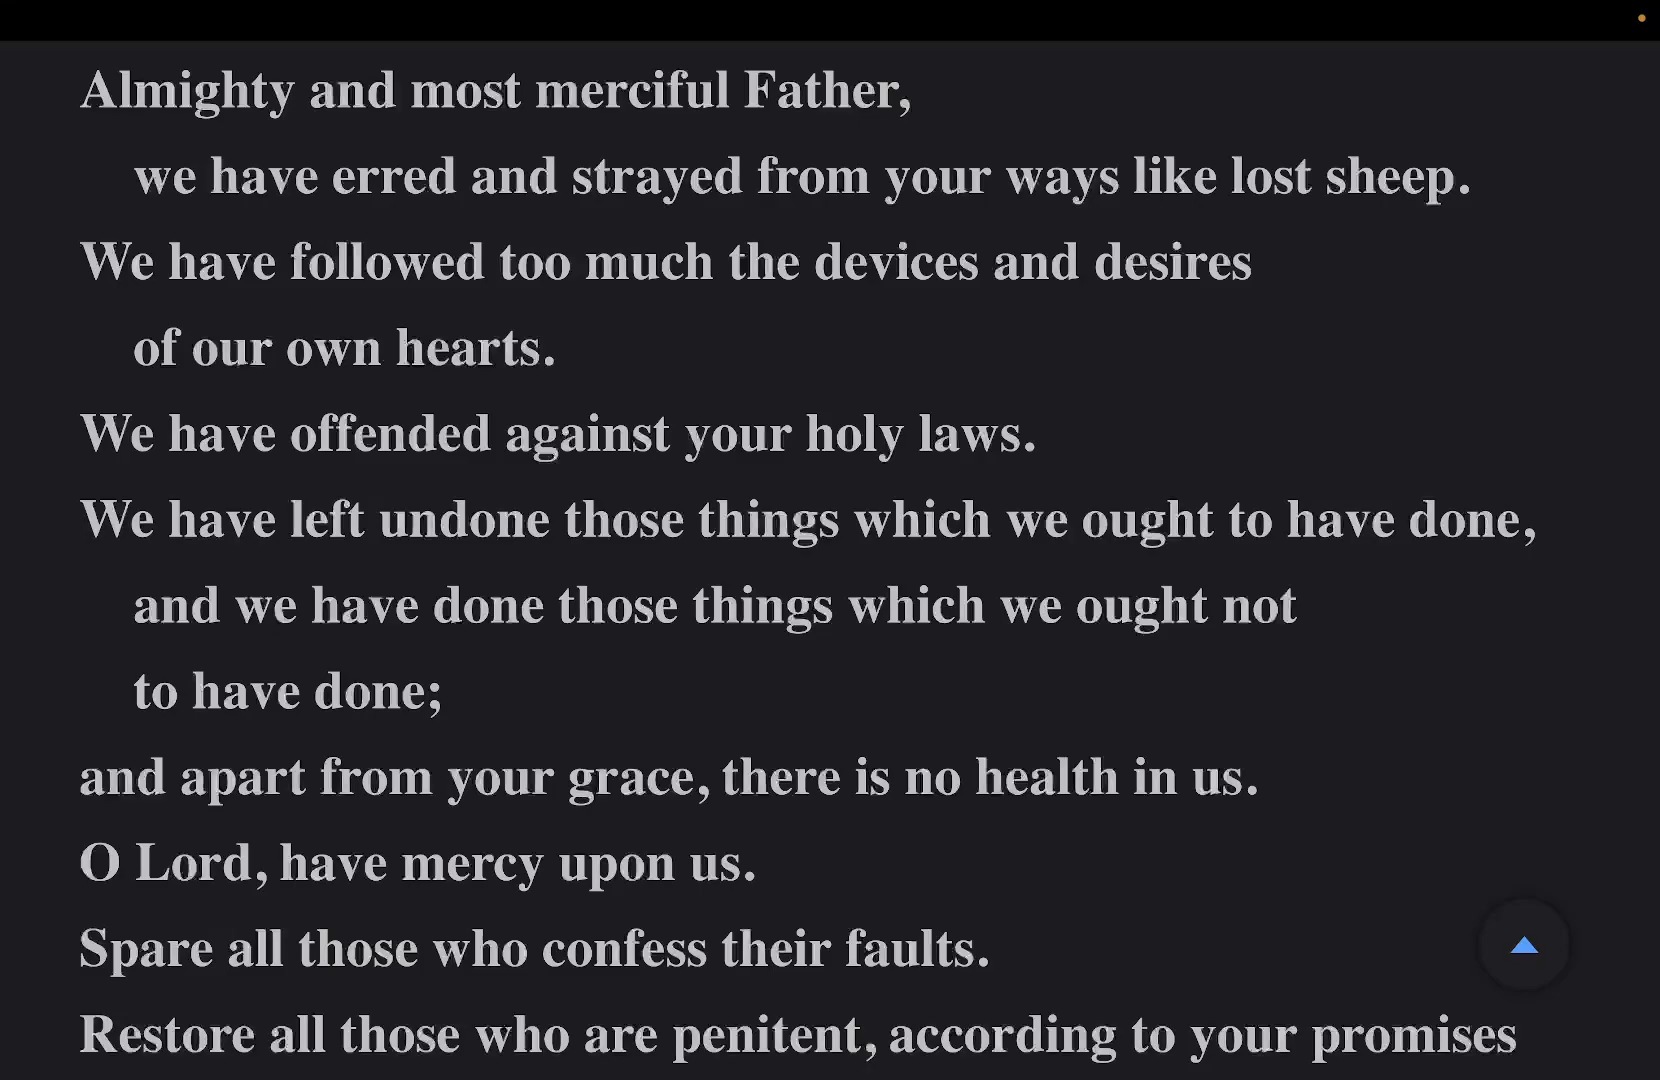 Almighty and most merciful Father,
we have erred and strayed from your ways like lost sheep.
We have followed too much the devices and desires
of our own hearts.
We have offended against your holy laws.
We have left undone those things which we ought to have done,
and we have done those things which we ought not
to have done;
and apart from your grace, there is no health in us.
O Lord, have mercy upon us.
Spare all those who confess their faults.
Restore all those who are penitent, according to your promises